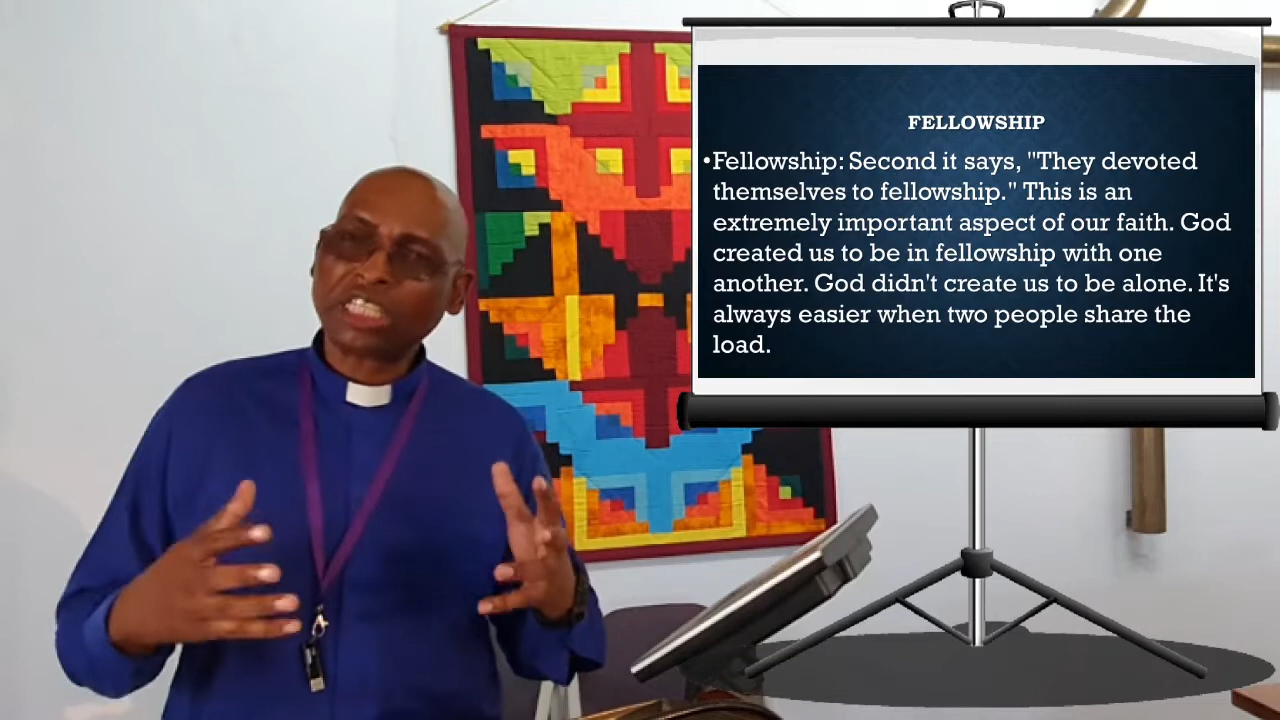 FELLOWSHIP
•Fellowship: Second it says, "They devoted
themselves to fellowship." This is an
extremely important aspect of our faith. God
created us to be in fellowship with one
another. God didn't create us to be alone. It's
always easier when two people share the
load.